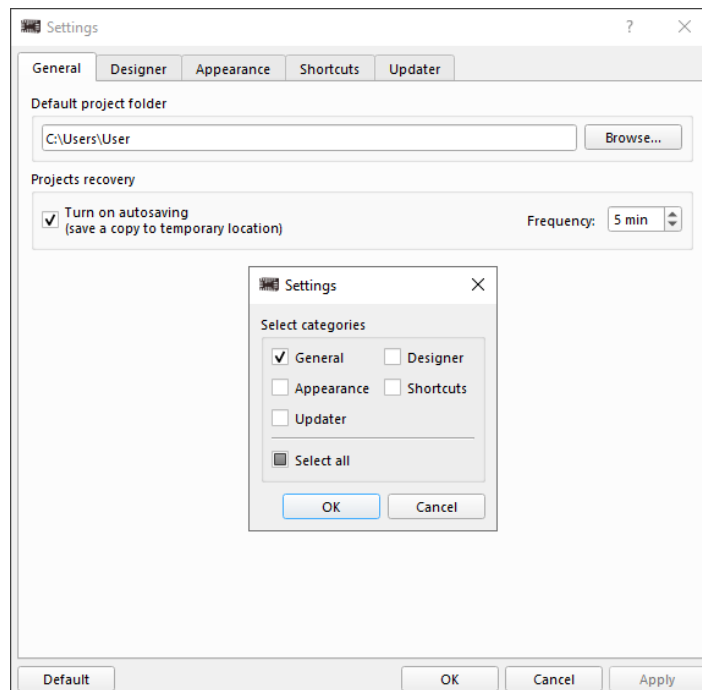 Settings
General Designer Appearance Shortcuts Updater
Default project folder
C:\Users\User Browse...
Projects recovery
Turn on autosaving
(save a copy to temporary location)
Frequency: 5 min
Settings
Select categories
General Designer
Appearance Shortcuts
Updater
Select all
OK Cancel
Default OK Cancel Apply